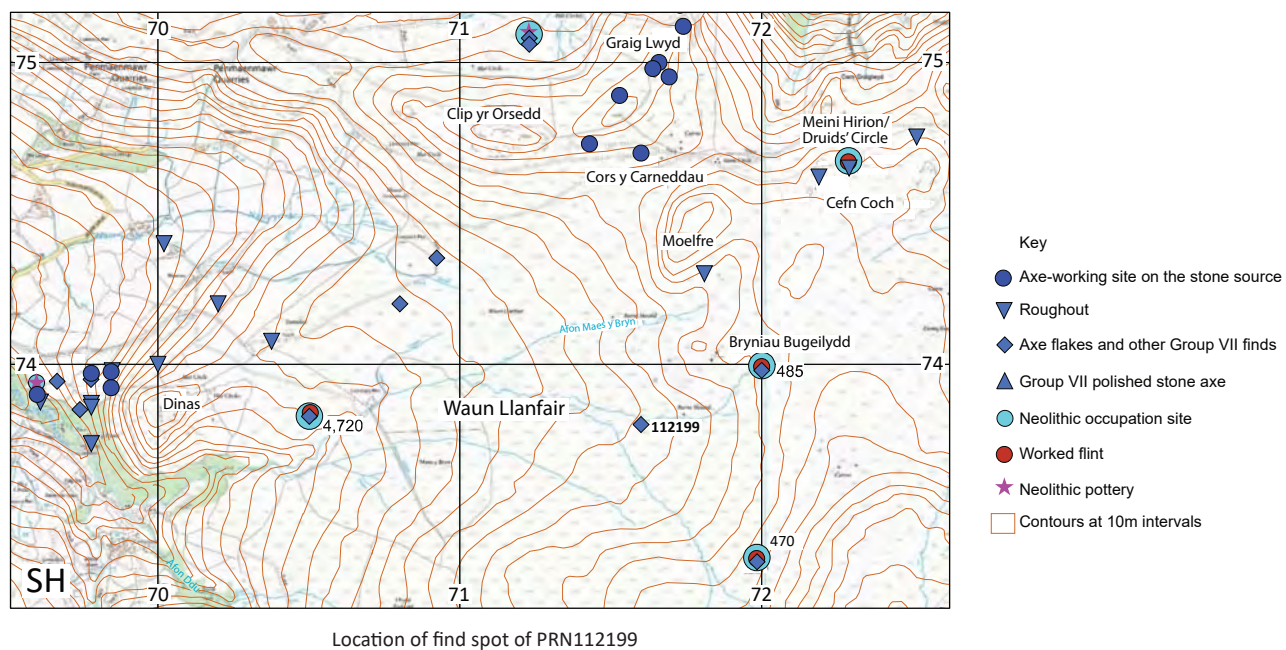 70
71
72
Graig Lwyd
75
75
Penmaenmawr
Quarries
Penmaenmawr
Quarries
Clip yr Orsedd
Meini Hirion/
Druids’ Circle
Cors y Carneddau
Cefn Coch
Moelfre
Afon Maes y Bryn
Bryniau Bugeilydd
74
74
485
Dinas
Waun Llanfair
4,720
112199
470
SH
Afon Ddu
70
71
72
Key
Axe-working site on the stone source
Roughout
Axe flakes and other Group VII finds
Group VII polished stone axe
Neolithic occupation site
Worked flint
Neolithic pottery
Contours at 10m intervals
Location of find spot of PRN112199